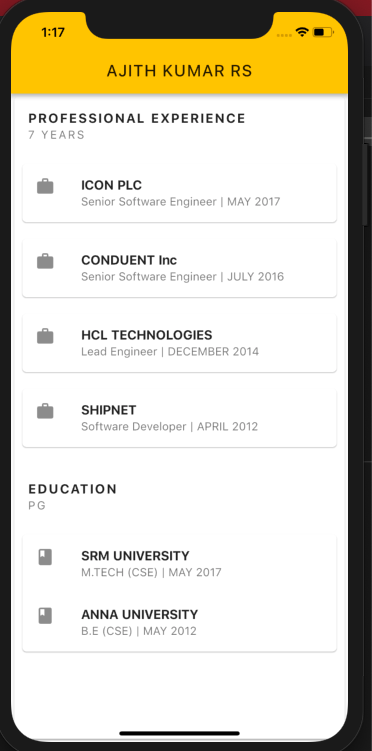 1:17
AJITH KUMAR RS
PROFESSIONAL EXPERIENCE
7 YEARS
ICON PLC
Senior Software Engineer | MAY 2017
CONDUENT Inc
Senior Software Engineer | JULY 2016
HCL TECHNOLOGIES
Lead Engineer | DECEMBER 2014
SHIPNET
Software Developer | APRIL 2012
EDUCATION
PG
SRM UNIVERSITY
M.TECH (CSE) | MAY 2017
ANNA UNIVERSITY
B.E (CSE) | MAY 2012